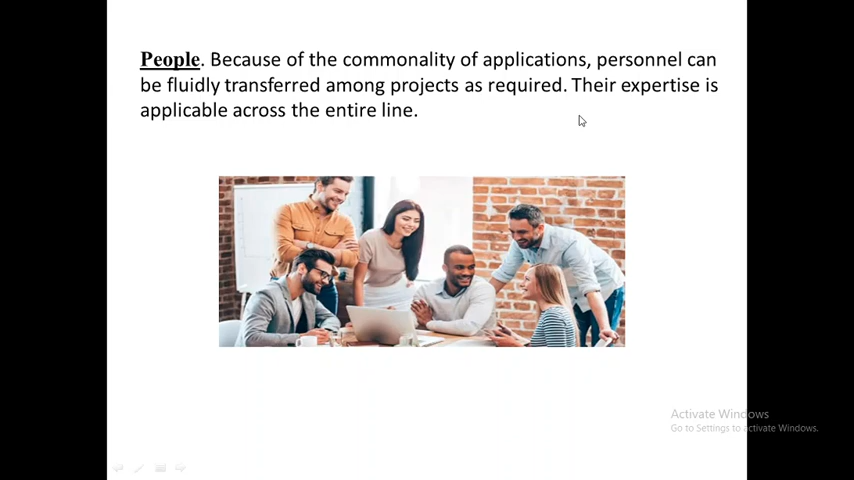 People. Because of the commonality of applications, personnel can
be fluidly transferred among projects as required. Their expertise is
applicable across the entire line.
Activate Windows
Go to Settings to activate Windows.